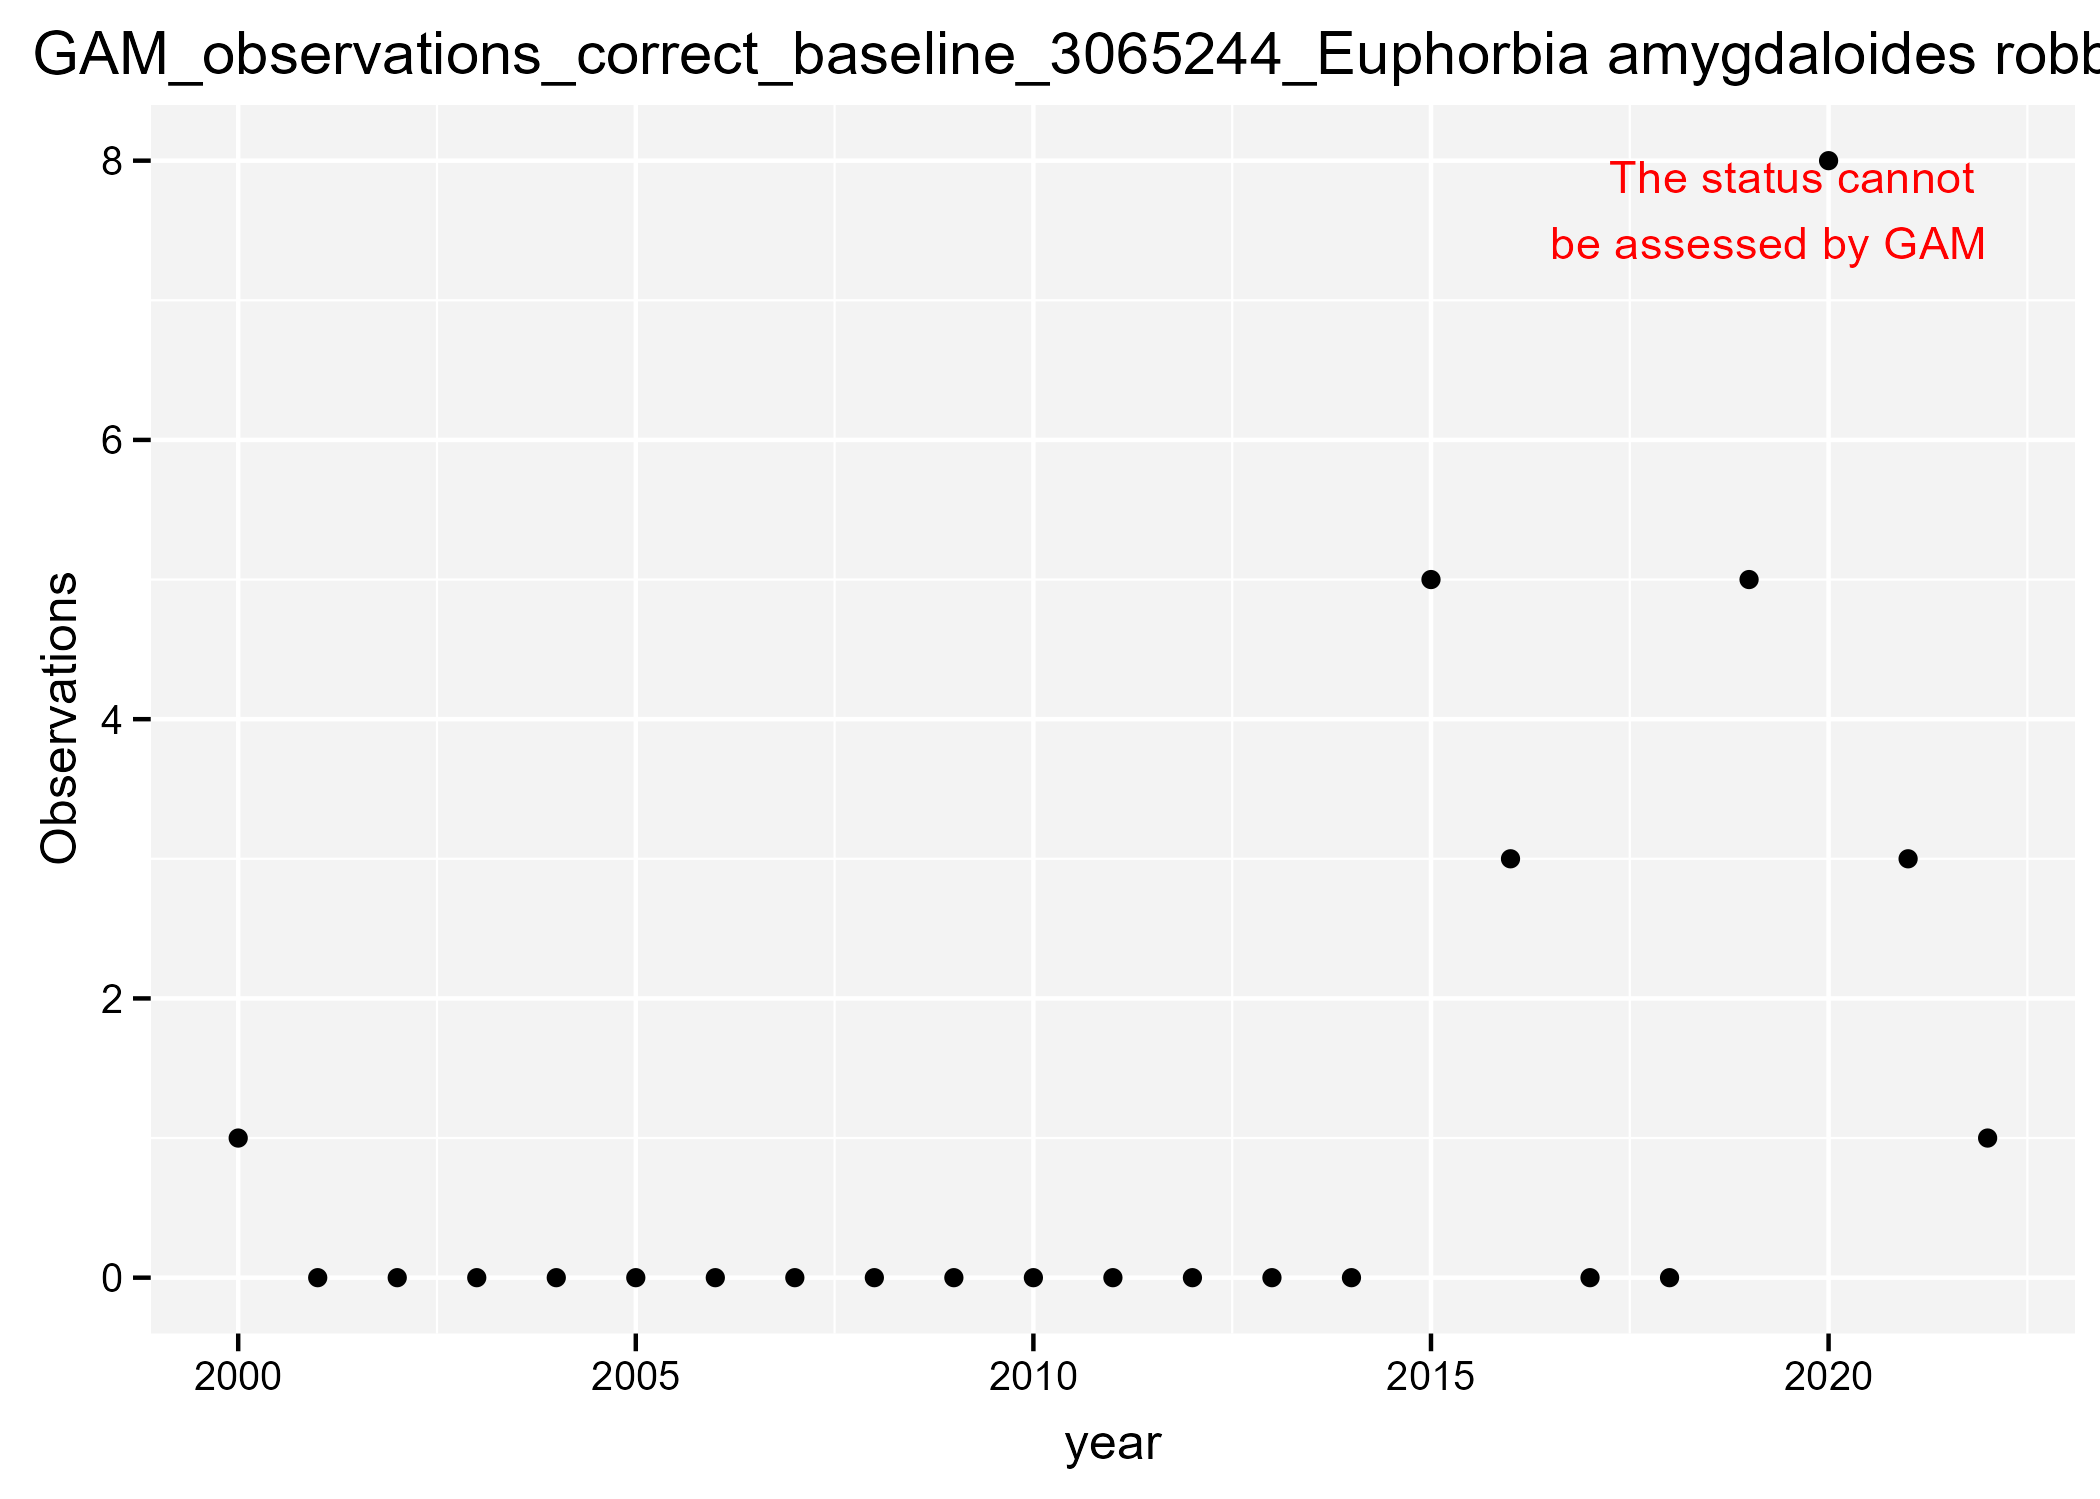 GAM_observations_correct_baseline_3065244_Euphorbia amygdaloides robb
The status cannot
be assessed by GAM
8
6
4
2
0
Observations
2000 2005 2010 2015 2020
year